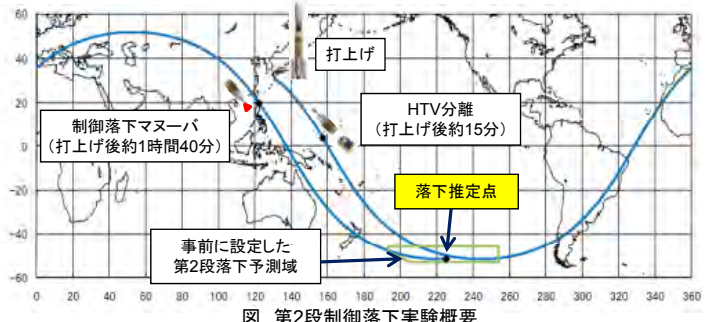 60
40
20
0
−20
−40
−60
打上げ
制御落下マヌーバ
（打上げ後約1時間40分）
HTV分離
（打上げ後約15分）
落下推定点
事前に設定した
第2段落下予測域
0 20 40 60 80 100 120 140 160 180 200 220 240 260 280 300 320 340 360
図 第2段制御落下実験概要